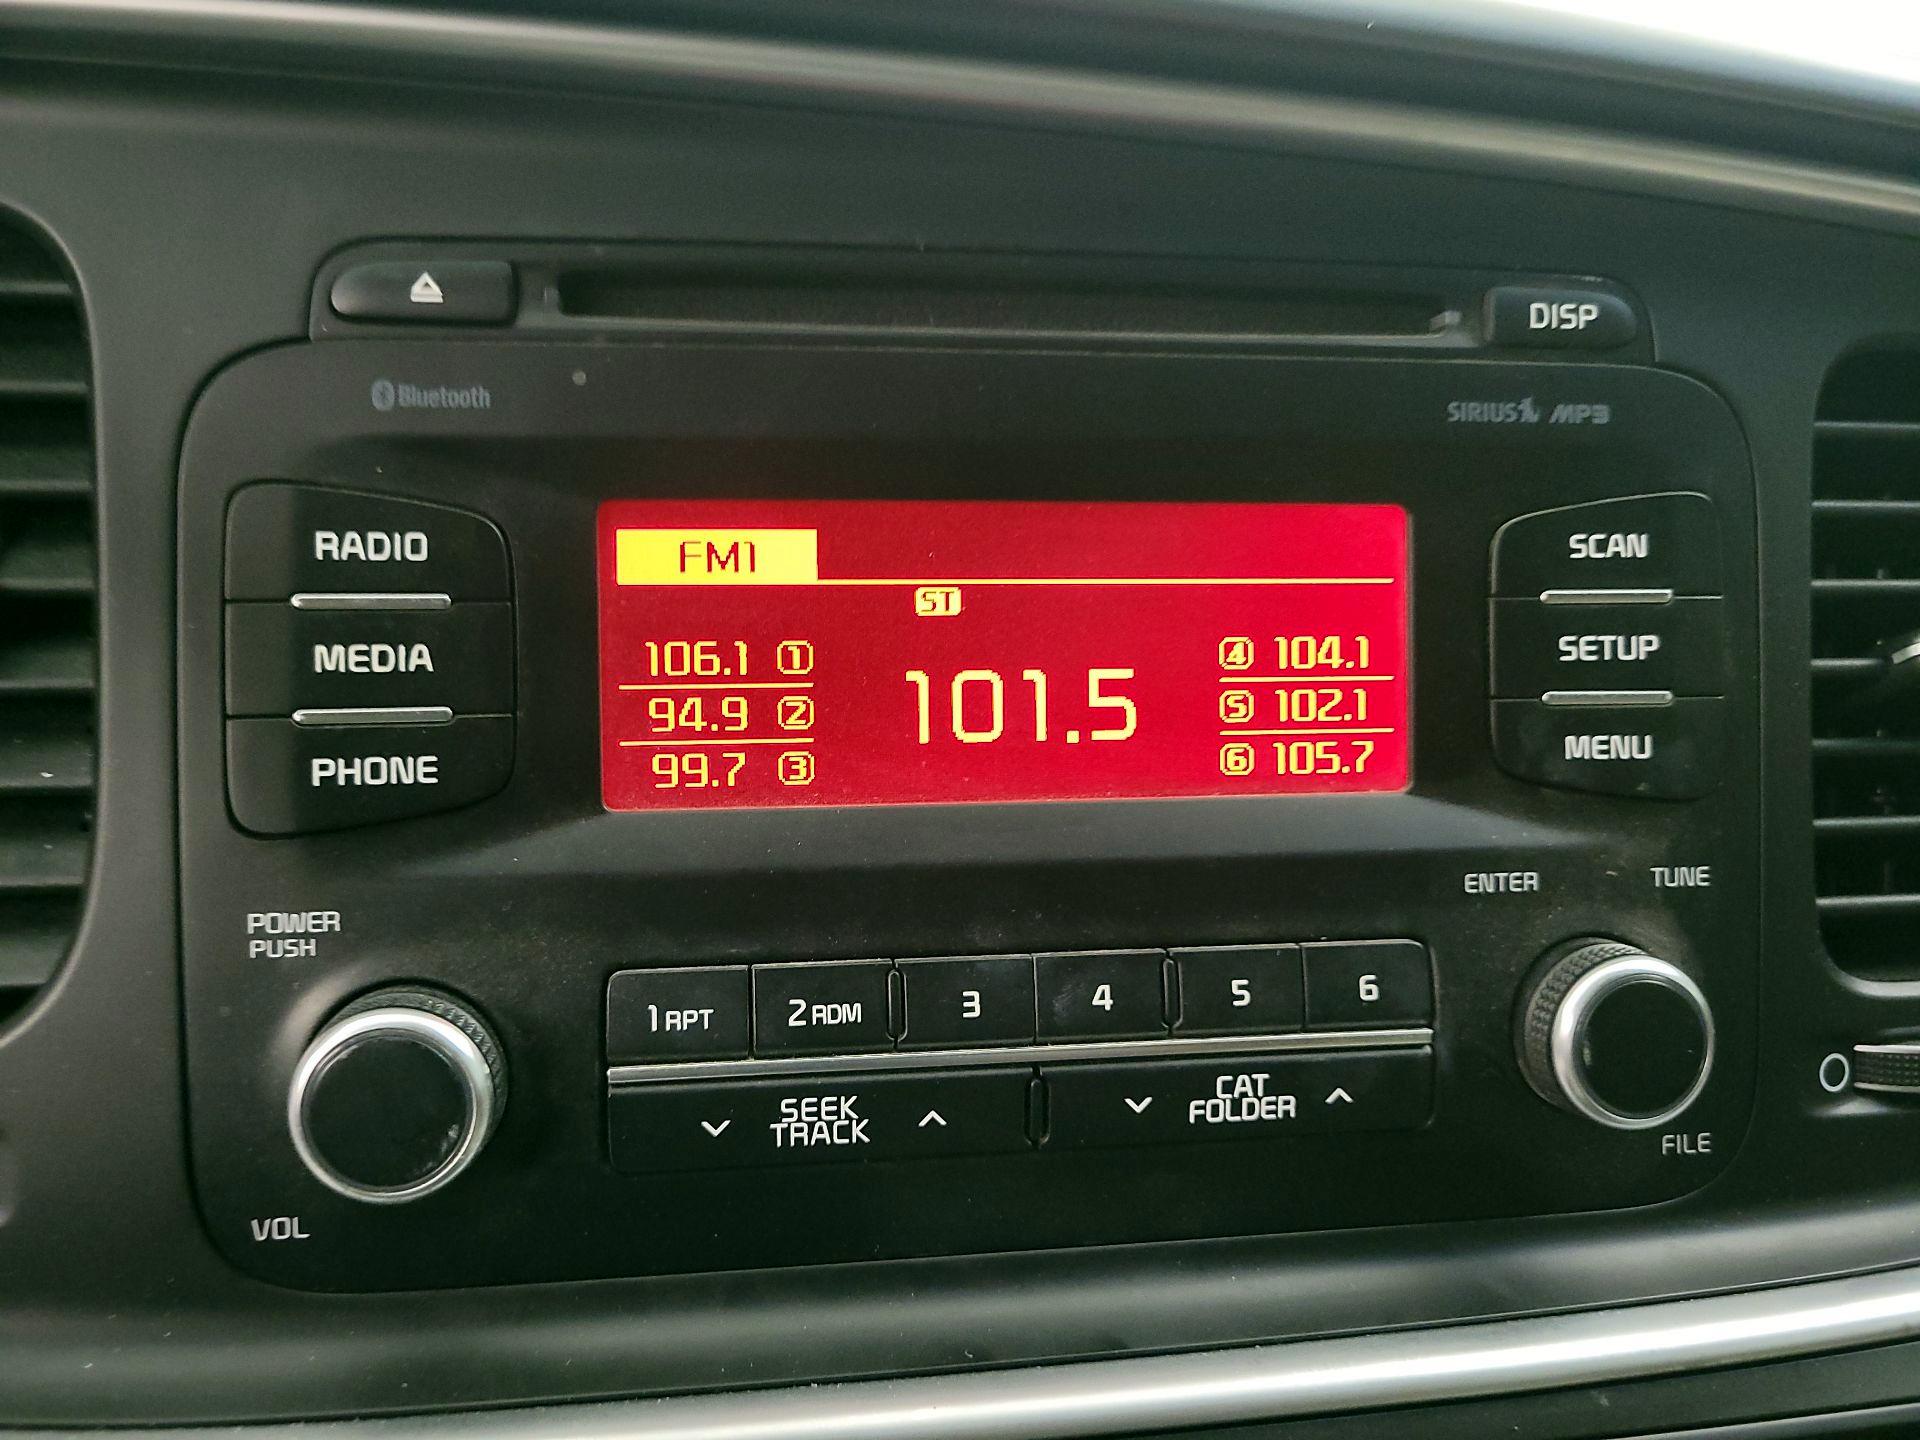 DISP
Bluetooth
SIRIUS MP3
RADIO
MEDIA
PHONE
FM1
ST
106.1 1
94.9 2
99.7 3
101.5
4 104.1
5 102.1
6 105.7
SCAN
SETUP
MENU
POWER
PUSH
VOL
1 RPT
2 RDM
3
4
5
6
SEEK
TRACK
CAT
FOLDER
ENTER
TUNE
FILE